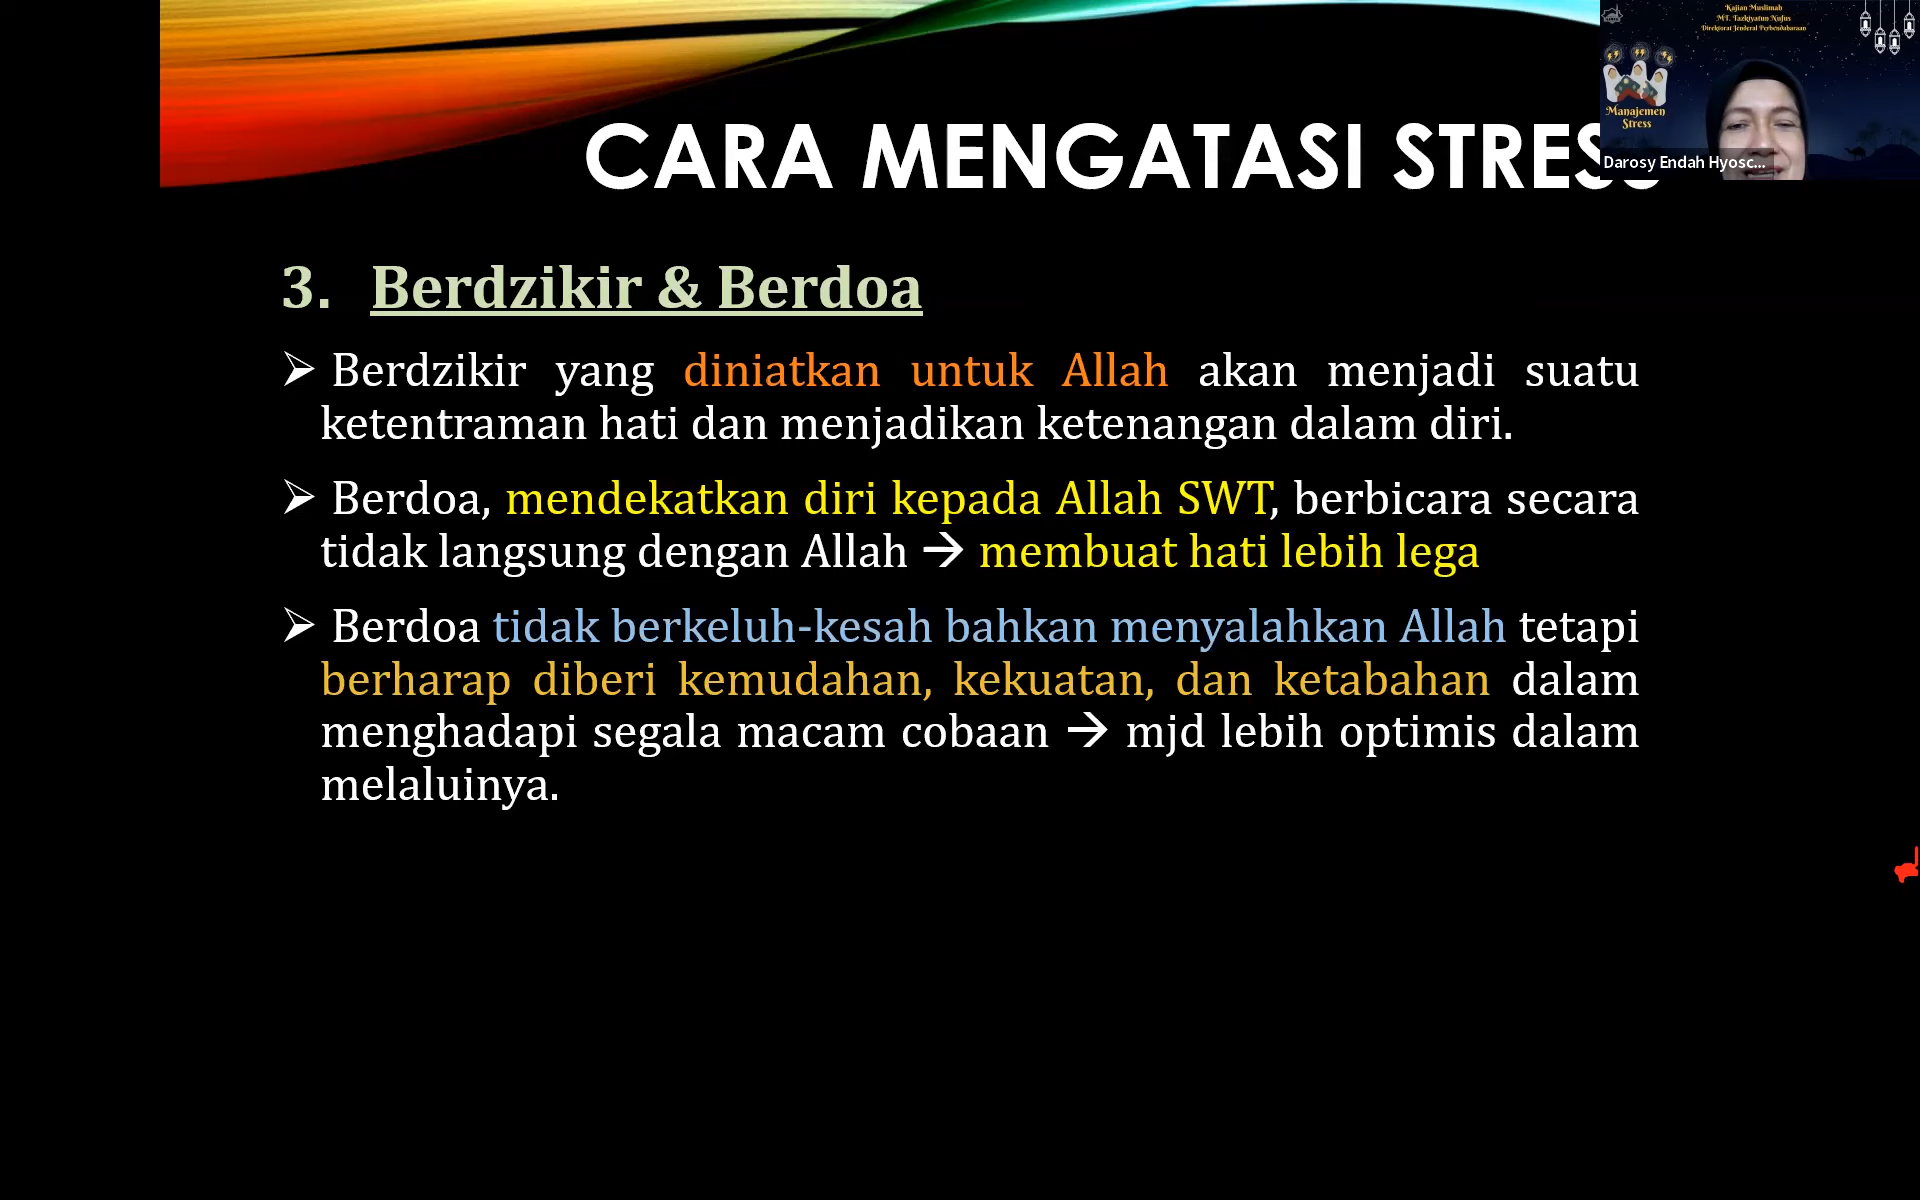 Kajian Muslimah
MT. Tazkiyatun Nufus
Direktorat Jenderal Perbendaharaan
Manajemen
Stress
Darosy Endah Hyosc...
CARA MENGATASI STRESS
3. Berdzikir & Berdoa
➢ Berdzikir yang diniatkan untuk Allah akan menjadi suatu
ketentraman hati dan menjadikan ketenangan dalam diri.
➢ Berdoa, mendekatkan diri kepada Allah SWT, berbicara secara
tidak langsung dengan Allah → membuat hati lebih lega
➢ Berdoa tidak berkeluh-kesah bahkan menyalahkan Allah tetapi
berharap diberi kemudahan, kekuatan, dan ketabahan dalam
menghadapi segala macam cobaan → mjd lebih optimis dalam
melaluinya.